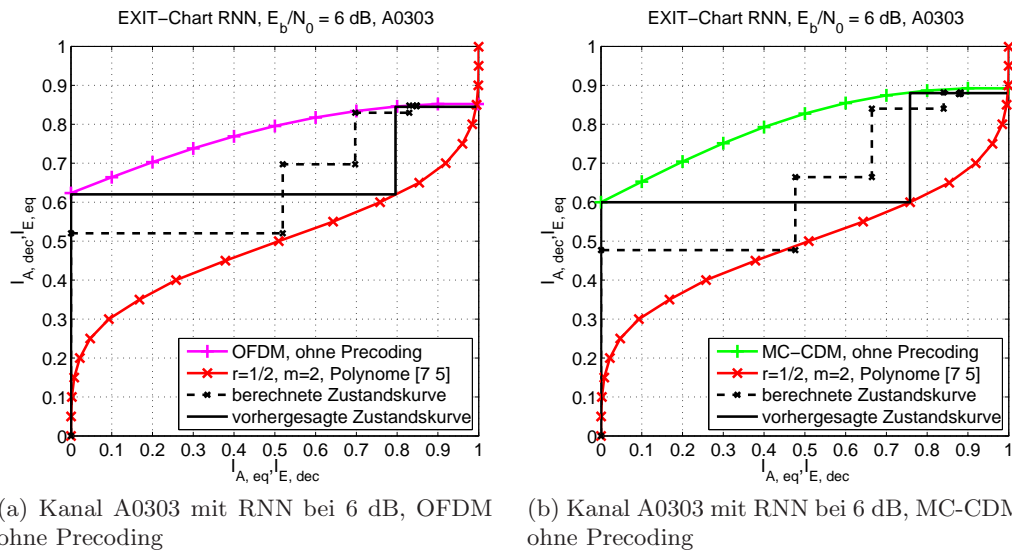 EXIT−Chart RNN, E_b/N_0 = 6 dB, A0303
1
0.9
0.8
0.7
0.6
0.5
0.4
0.3
0.2
0.1
0
I_A, dec,I_E, eq
OFDM, ohne Precoding
r=1/2, m=2, Polynome [7 5]
berechnete Zustandskurve
vorhergesagte Zustandskurve
0 0.1 0.2 0.3 0.4 0.5 0.6 0.7 0.8 0.9 1
I_A, eq,I_E, dec
(a) Kanal A0303 mit RNN bei 6 dB, OFDM
ohne Precoding
EXIT−Chart RNN, E_b/N_0 = 6 dB, A0303
1
0.9
0.8
0.7
0.6
0.5
0.4
0.3
0.2
0.1
0
I_A, dec,I_E, eq
MC−CDM, ohne Precoding
r=1/2, m=2, Polynome [7 5]
berechnete Zustandskurve
vorhergesagte Zustandskurve
0 0.1 0.2 0.3 0.4 0.5 0.6 0.7 0.8 0.9 1
I_A, eq,I_E, dec
(b) Kanal A0303 mit RNN bei 6 dB, MC-CDM
ohne Precoding